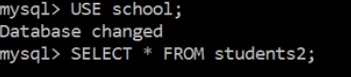 mysql> USE school;
Database changed
mysql> SELECT * FROM students2;